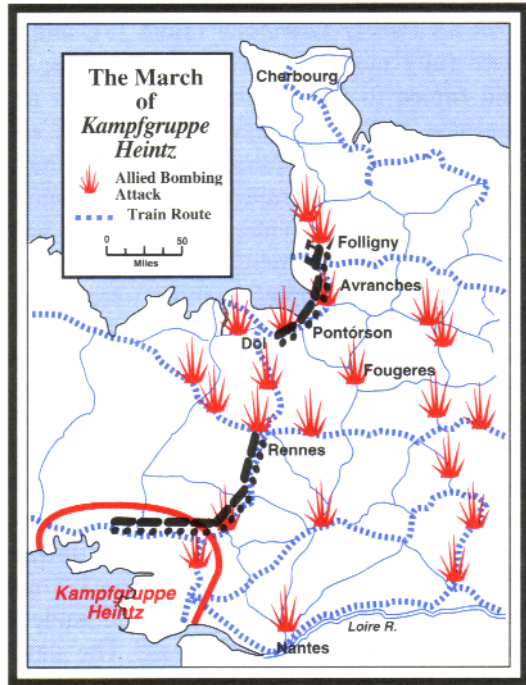 The March
of
Kampfgruppe
Heintz
Allied Bombing
Attack
Train Route
0 50
Miles
Cherbourg
Folligny
Avranches
Pontórson
Dol
Fougeres
Rennes
Kampfgruppe
Heintz
Loire R.
Nantes